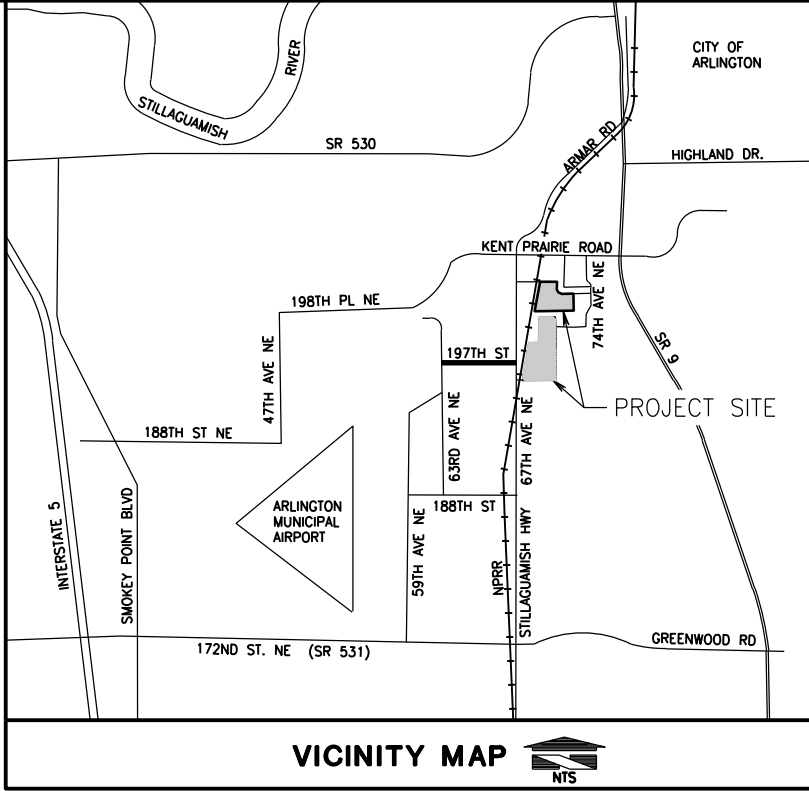 CITY OF
ARLINGTON
RIVER
STILLAGUAMISH
SR 530
ARMAR RD
HIGHLAND DR.
KENT PRAIRIE ROAD
198TH PL NE
74TH AVE NE
47TH AVE NE
197TH ST
SR 9
PROJECT SITE
63RD AVE NE
67TH AVE NE
188TH ST NE
188TH ST
ARLINGTON
MUNICIPAL
AIRPORT
INTERSTATE 5
SMOKEY POINT BLVD
59TH AVE NE
NPRR
STILLAGUAMISH HWY
172ND ST. NE (SR 531)
GREENWOOD RD
VICINITY MAP
NTS